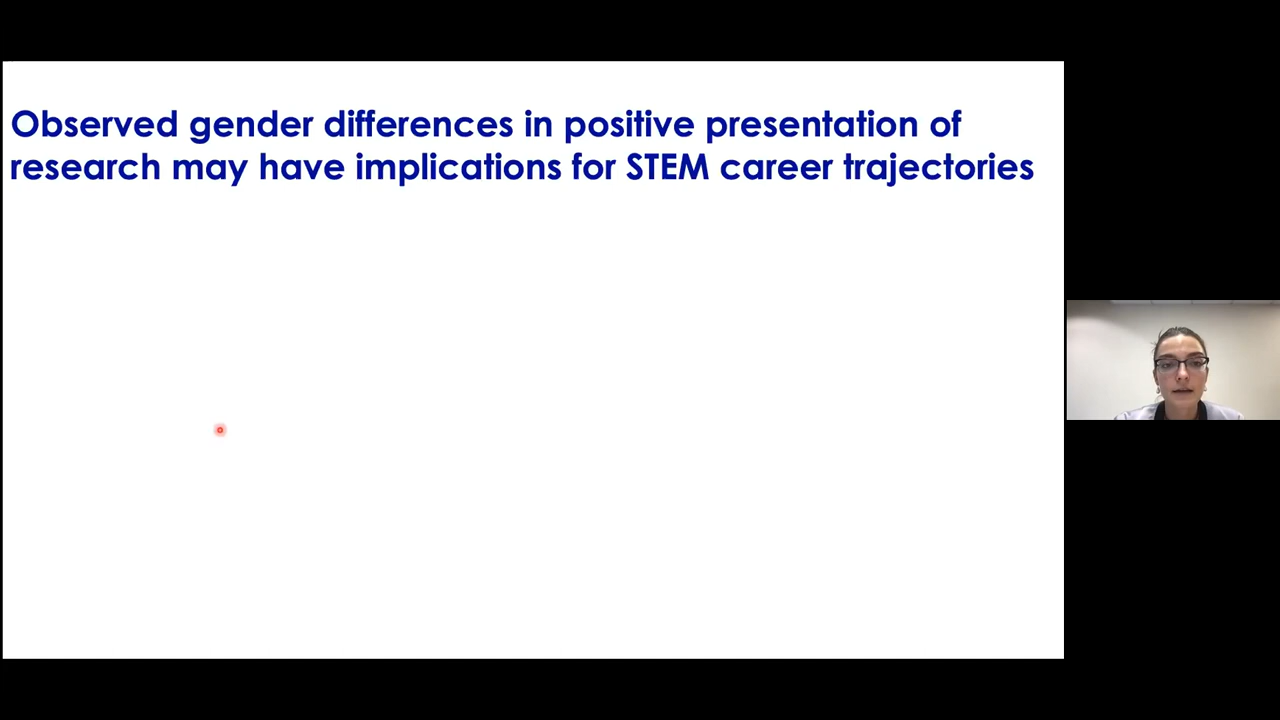 Observed gender differences in positive presentation of
research may have implications for STEM career trajectories